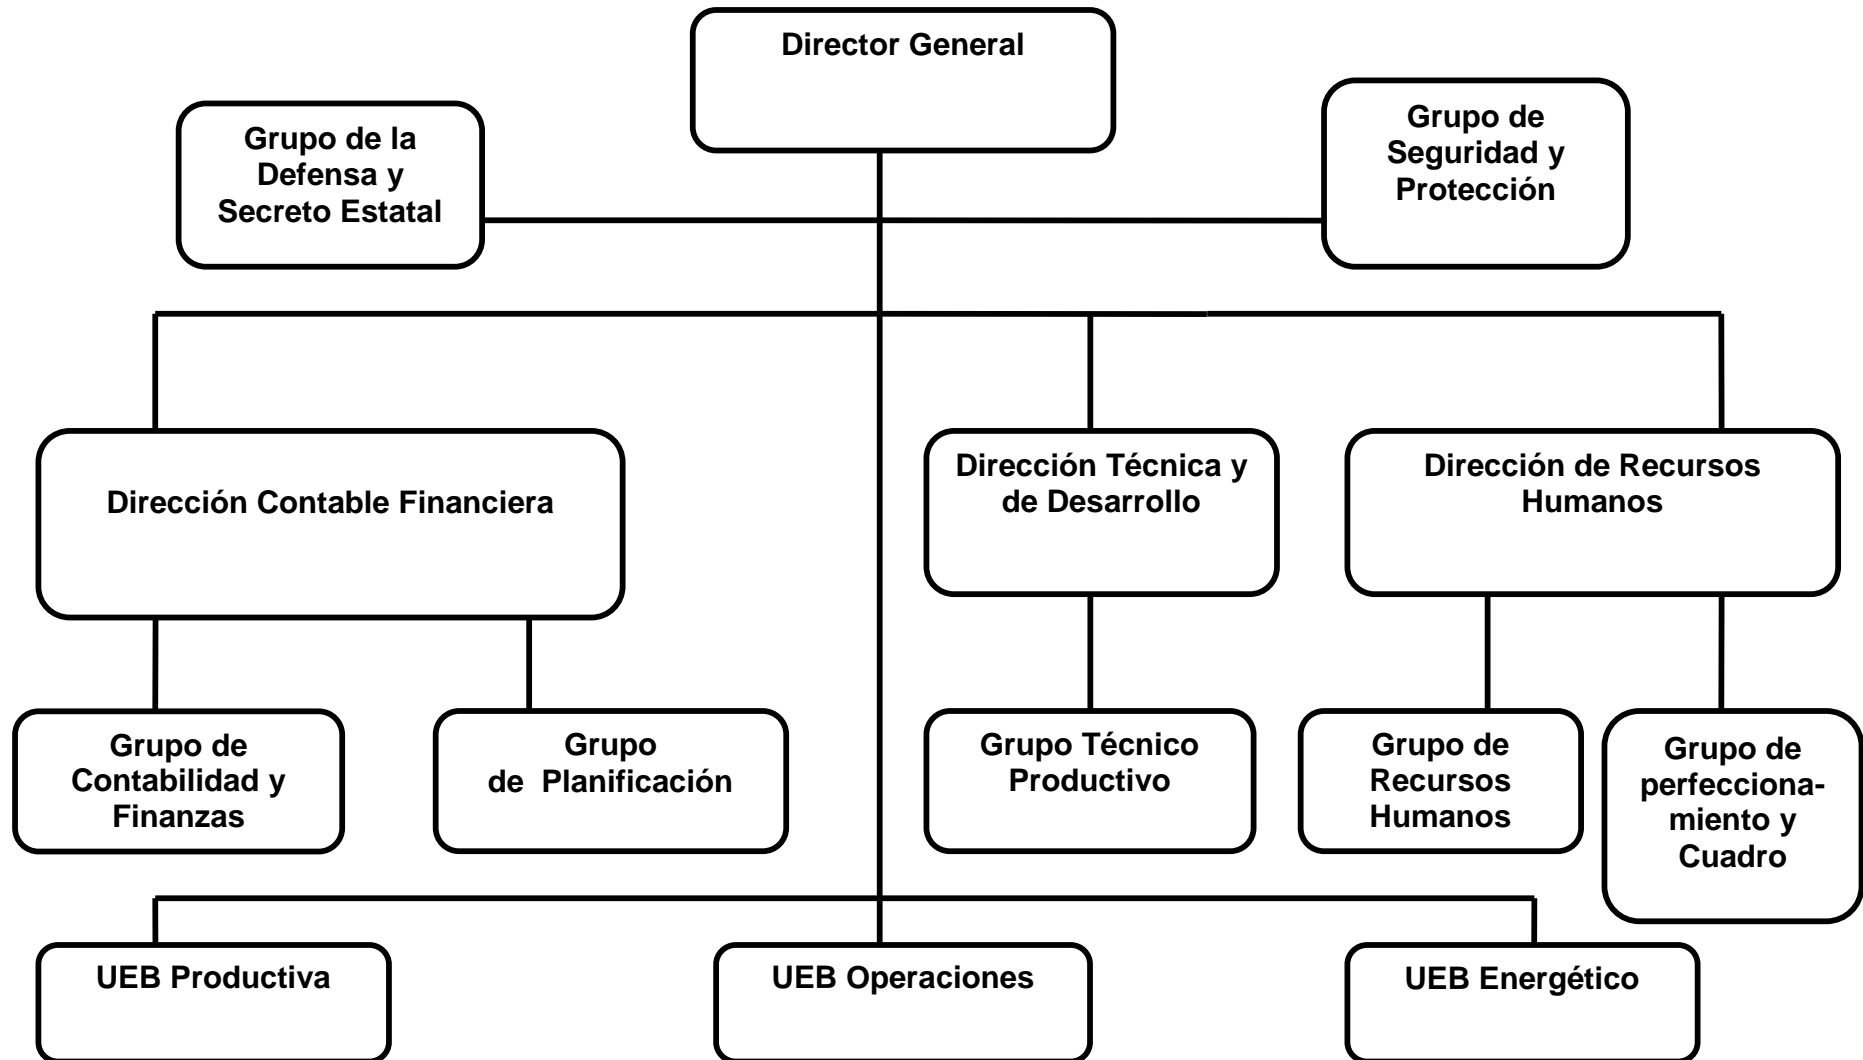 Director General
Grupo de la
Defensa y
Secreto Estatal
Grupo de
Seguridad y
Protección
Dirección Contable Financiera
Dirección Técnica y
de Desarrollo
Dirección de Recursos
Humanos
Grupo de
Contabilidad y
Finanzas
Grupo
de Planificación
Grupo Técnico
Productivo
Grupo de
Recursos
Humanos
Grupo de
perfecciona-
miento y
Cuadro
UEB Productiva
UEB Operaciones
UEB Energético